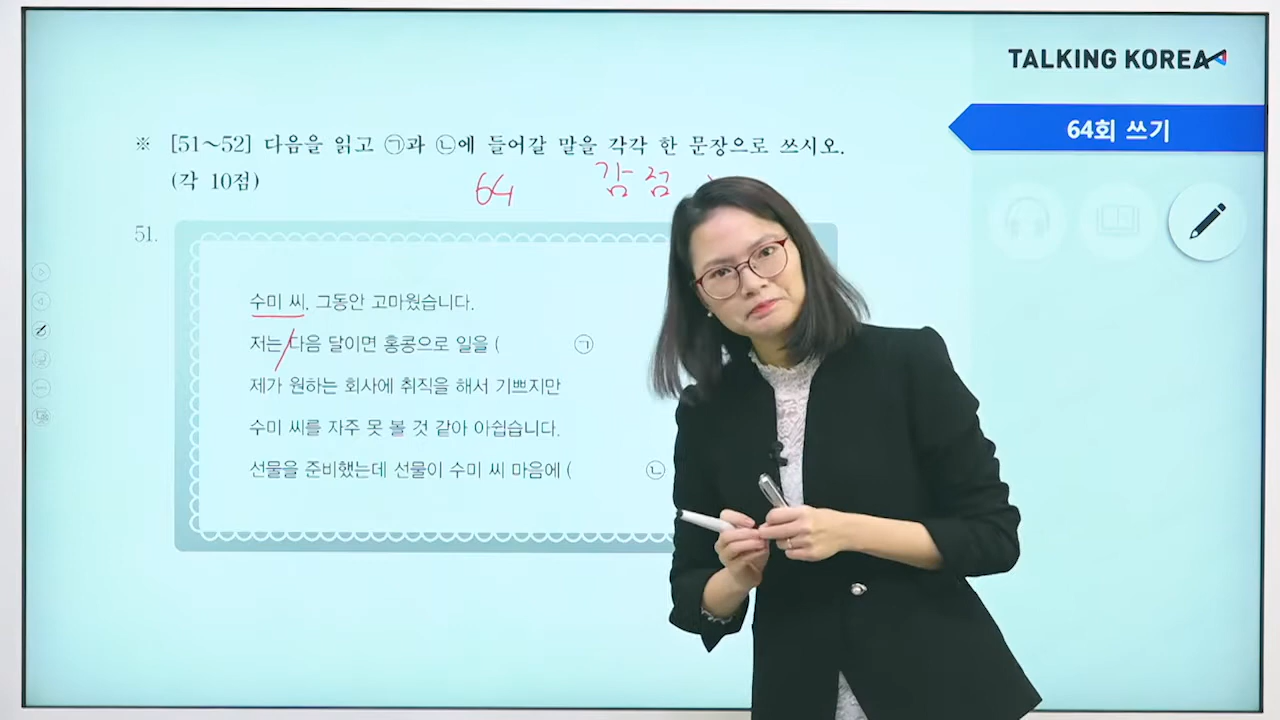 TALKING KOREA
64회 쓰기
※ [51~52] 다음을 읽고 ㉠과 ㉡에 들어갈 말을 각각 한 문장으로 쓰시오.
(각 10점)
64 감점
51.
수미 씨. 그동안 고마웠습니다.
저는 다음 달이면 홍콩으로 일을 ( ㉠
제가 원하는 회사에 취직을 해서 기쁘지만
수미 씨를 자주 못 볼 것 같아 아쉽습니다.
선물을 준비했는데 선물이 수미 씨 마음에 ( ㉡